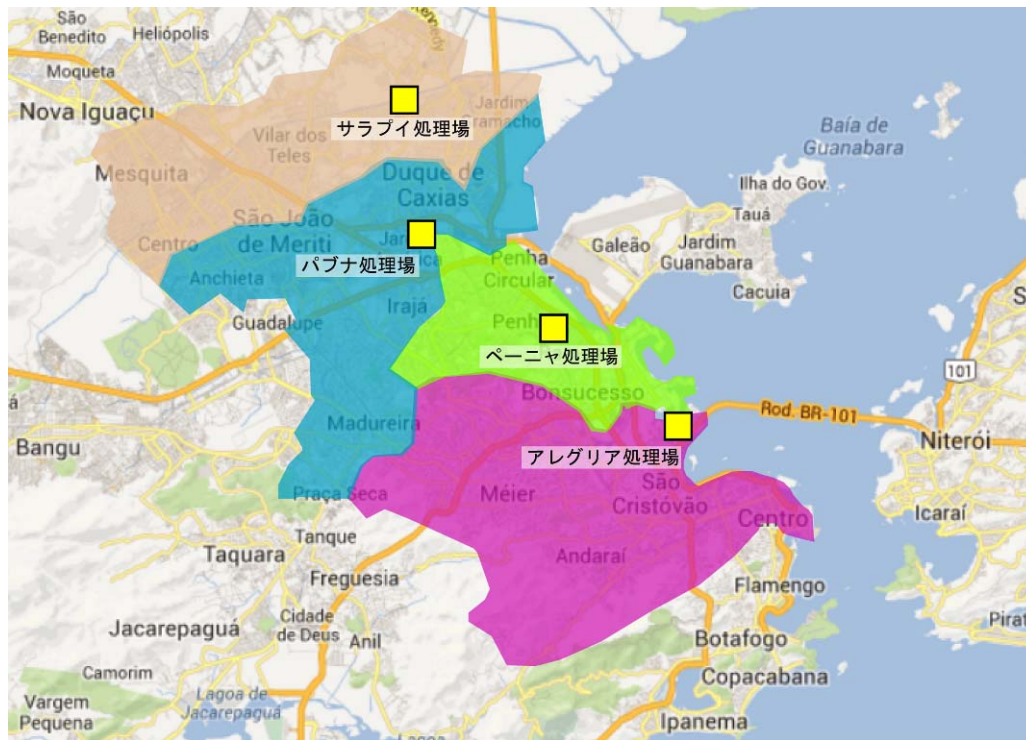 São
Benedito
Heliópolis
Kennedy
Moqueta
Nova Iguaçu
サラプイ処理場
Jardim
Gramacho
Vilar dos
Teles
Baía de
Guanabara
Mesquita
Duque de
Caxias
Ilha do Gov.
Tauá
São João
de Meriti
Centro
パブナ処理場
Galeão
Jardim
Guanabara
Penha
Circular
Anchieta
Cacuia
Irajá
Guadalupe
ペーニャ処理場
101
Bonsucesso
Rod. BR-101
Madureira
Niterói
Bangu
アレグリア処理場
São
Cristóvão
Praça Seca
Méier
Centro
Icaraí
Tanque
Taquara
Andaraí
Freguesia
Flamengo
Cidade
de Deus
Jacarepaguá
Anil
Botafogo
Camorim
Copacabana
Lagoa de
Jacarepaguá
Vargem
Pequena
Ipanema